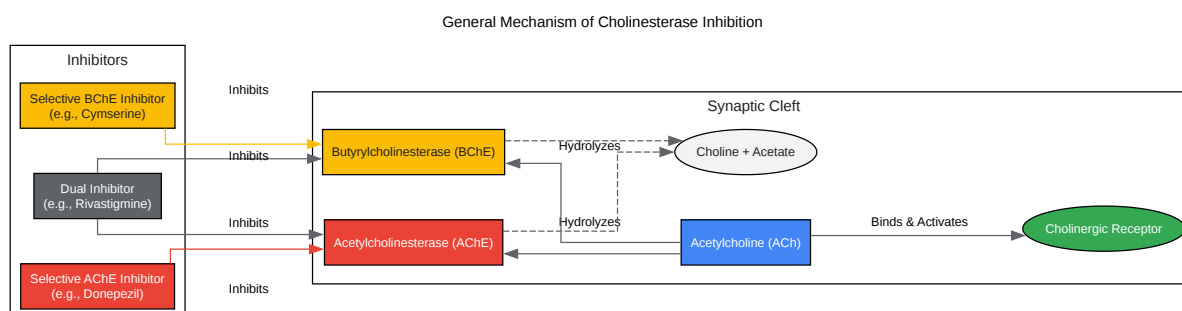 General Mechanism of Cholinesterase Inhibition
Inhibitors
Selective BChE Inhibitor
(e.g., Cymserine)
Dual Inhibitor
(e.g., Rivastigmine)
Selective AChE Inhibitor
(e.g., Donepezil)
Inhibits
Inhibits
Inhibits
Inhibits
Synaptic Cleft
Butyrylcholinesterase (BChE)
Hydrolyzes
Choline + Acetate
Acetylcholinesterase (AChE)
Hydrolyzes
Acetylcholine (ACh)
Binds & Activates
Cholinergic Receptor